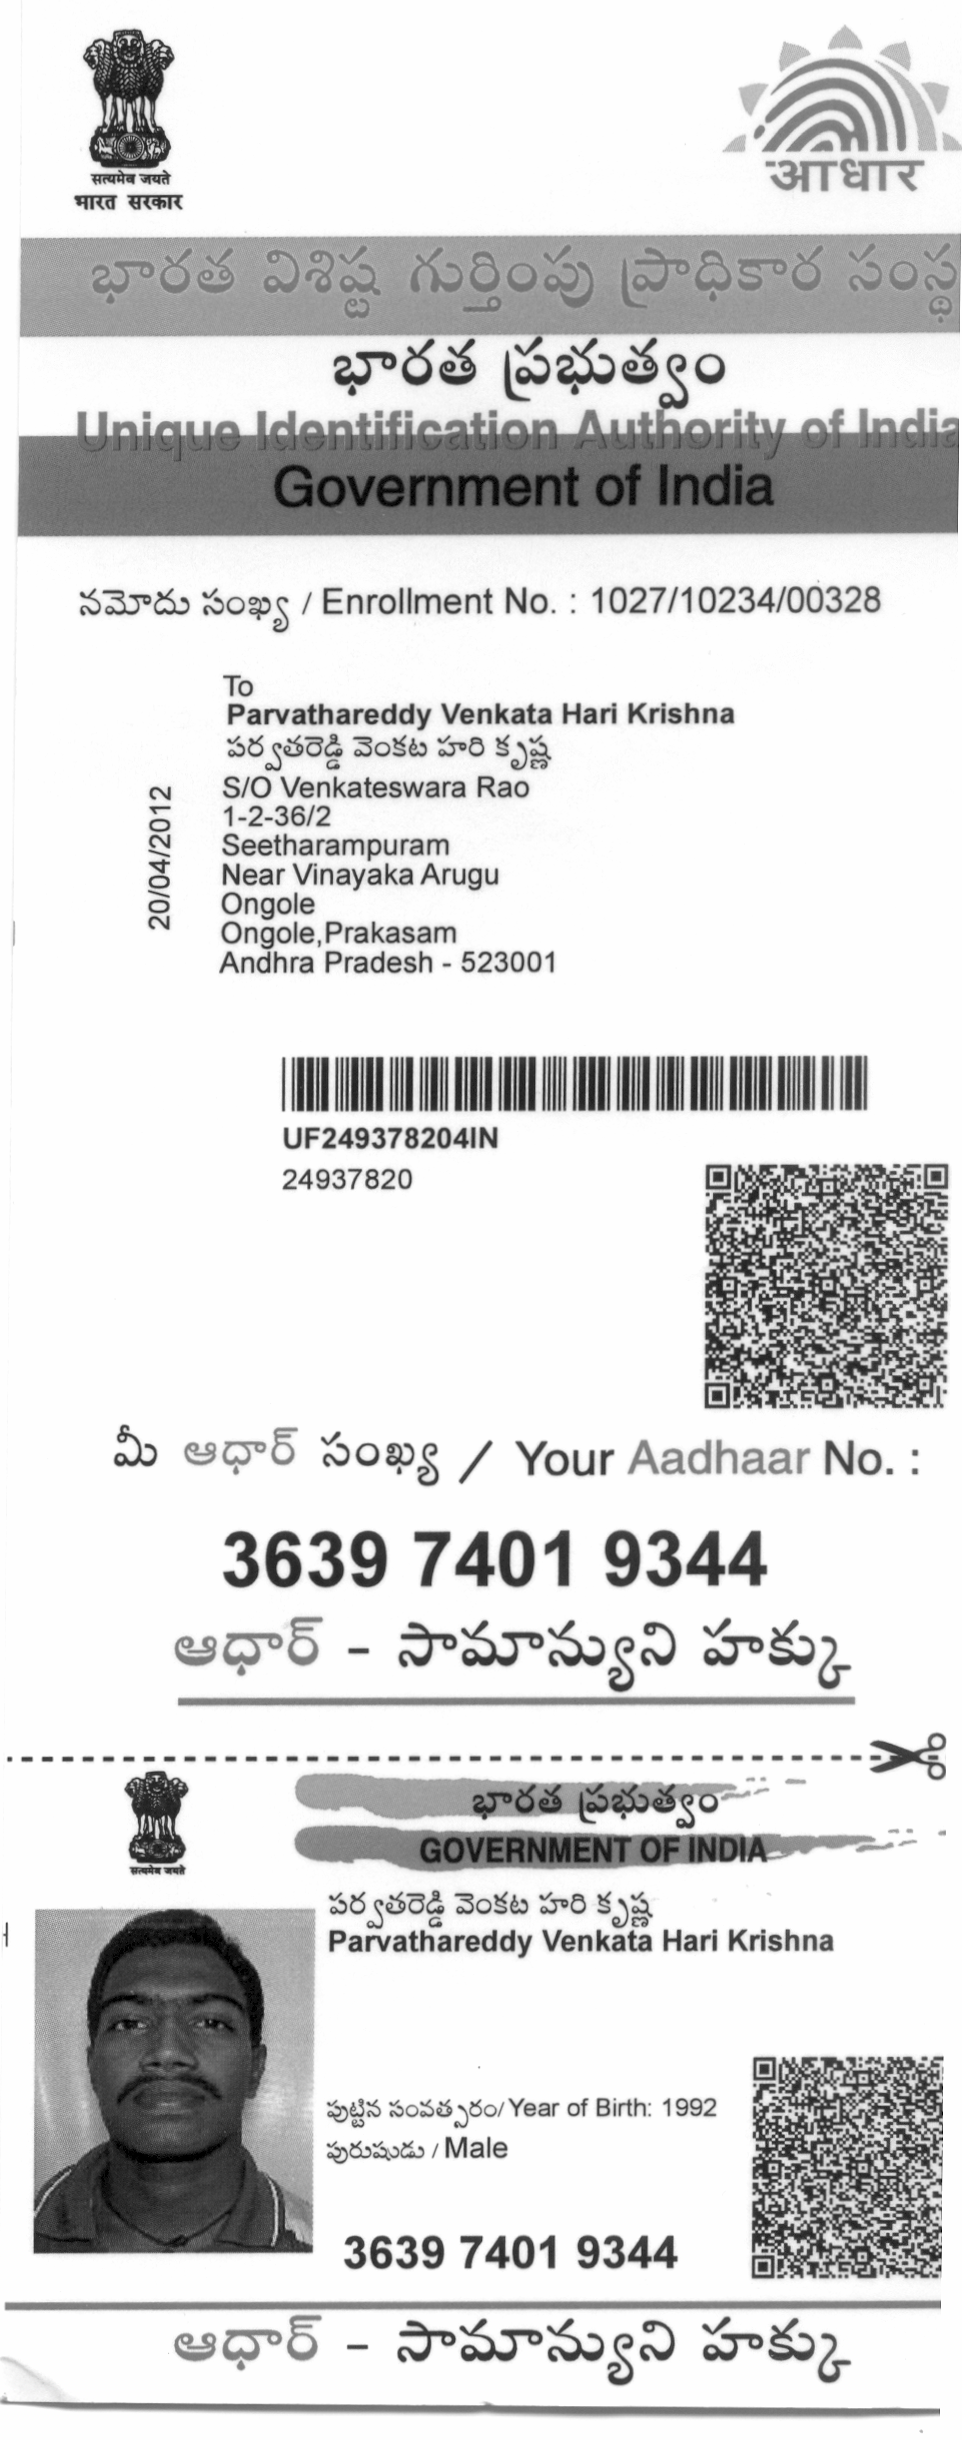 सत्यमेव जयते
भारत सरकार
आधार
భారత విశిష్ట గుర్తింపు ప్రాధికార సంస్థ
భారత ప్రభుత్వం
Unique Identification Authority of India
Government of India
నమోదు సంఖ్య / Enrollment No. : 1027/10234/00328
To
Parvathareddy Venkata Hari Krishna
పర్వతరెడ్డి వెంకట హరి కృష్ణ
S/O Venkateswara Rao
1-2-36/2
Seetharampuram
Near Vinayaka Arugu
Ongole
Ongole,Prakasam
Andhra Pradesh - 523001
20/04/2012
UF249378204IN
24937820
మీ ఆధార్ సంఖ్య / Your Aadhaar No. :
3639 7401 9344
ఆధార్ - సామాన్యుని హక్కు
सत्यमेव जयते
భారత ప్రభుత్వం
GOVERNMENT OF INDIA
పర్వతరెడ్డి వెంకట హరి కృష్ణ
Parvathareddy Venkata Hari Krishna
పుట్టిన సంవత్సరం/ Year of Birth: 1992
పురుషుడు / Male
3639 7401 9344
ఆధార్ - సామాన్యుని హక్కు